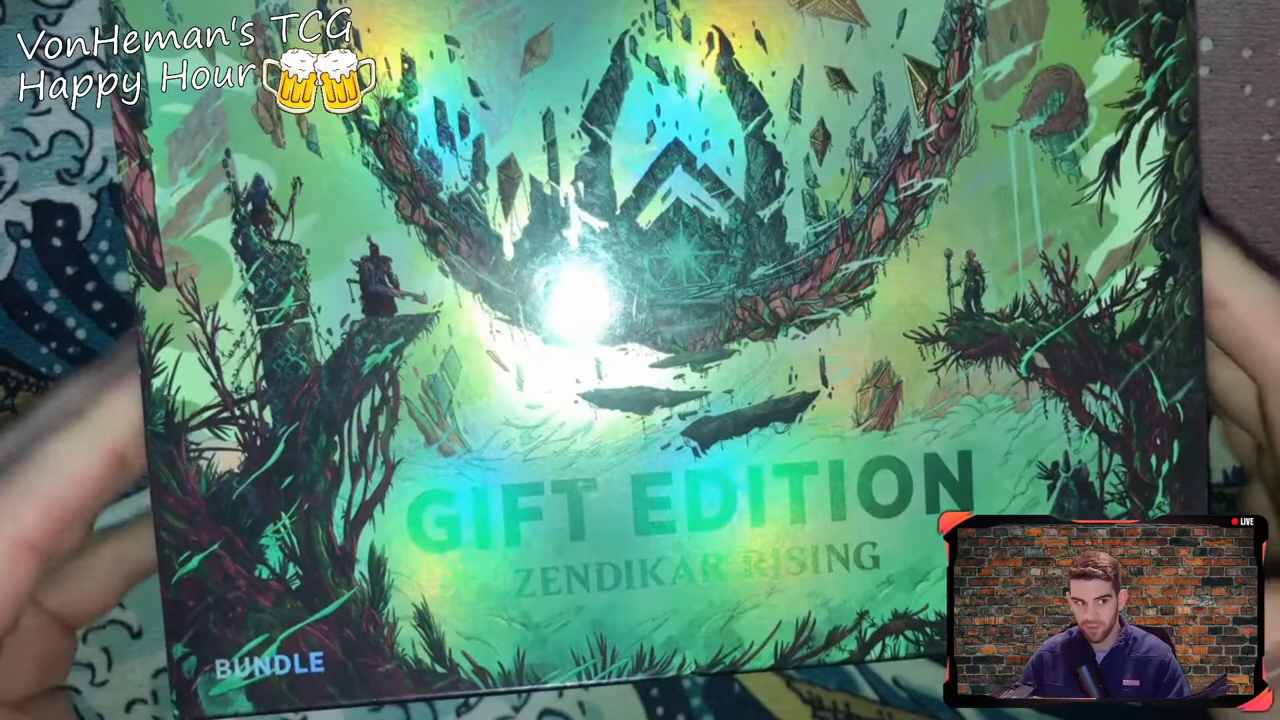 VonHeman's TCG
Happy Hour
GIFT EDITION
ZENDIKAR RISING
BUNDLE
LIVE